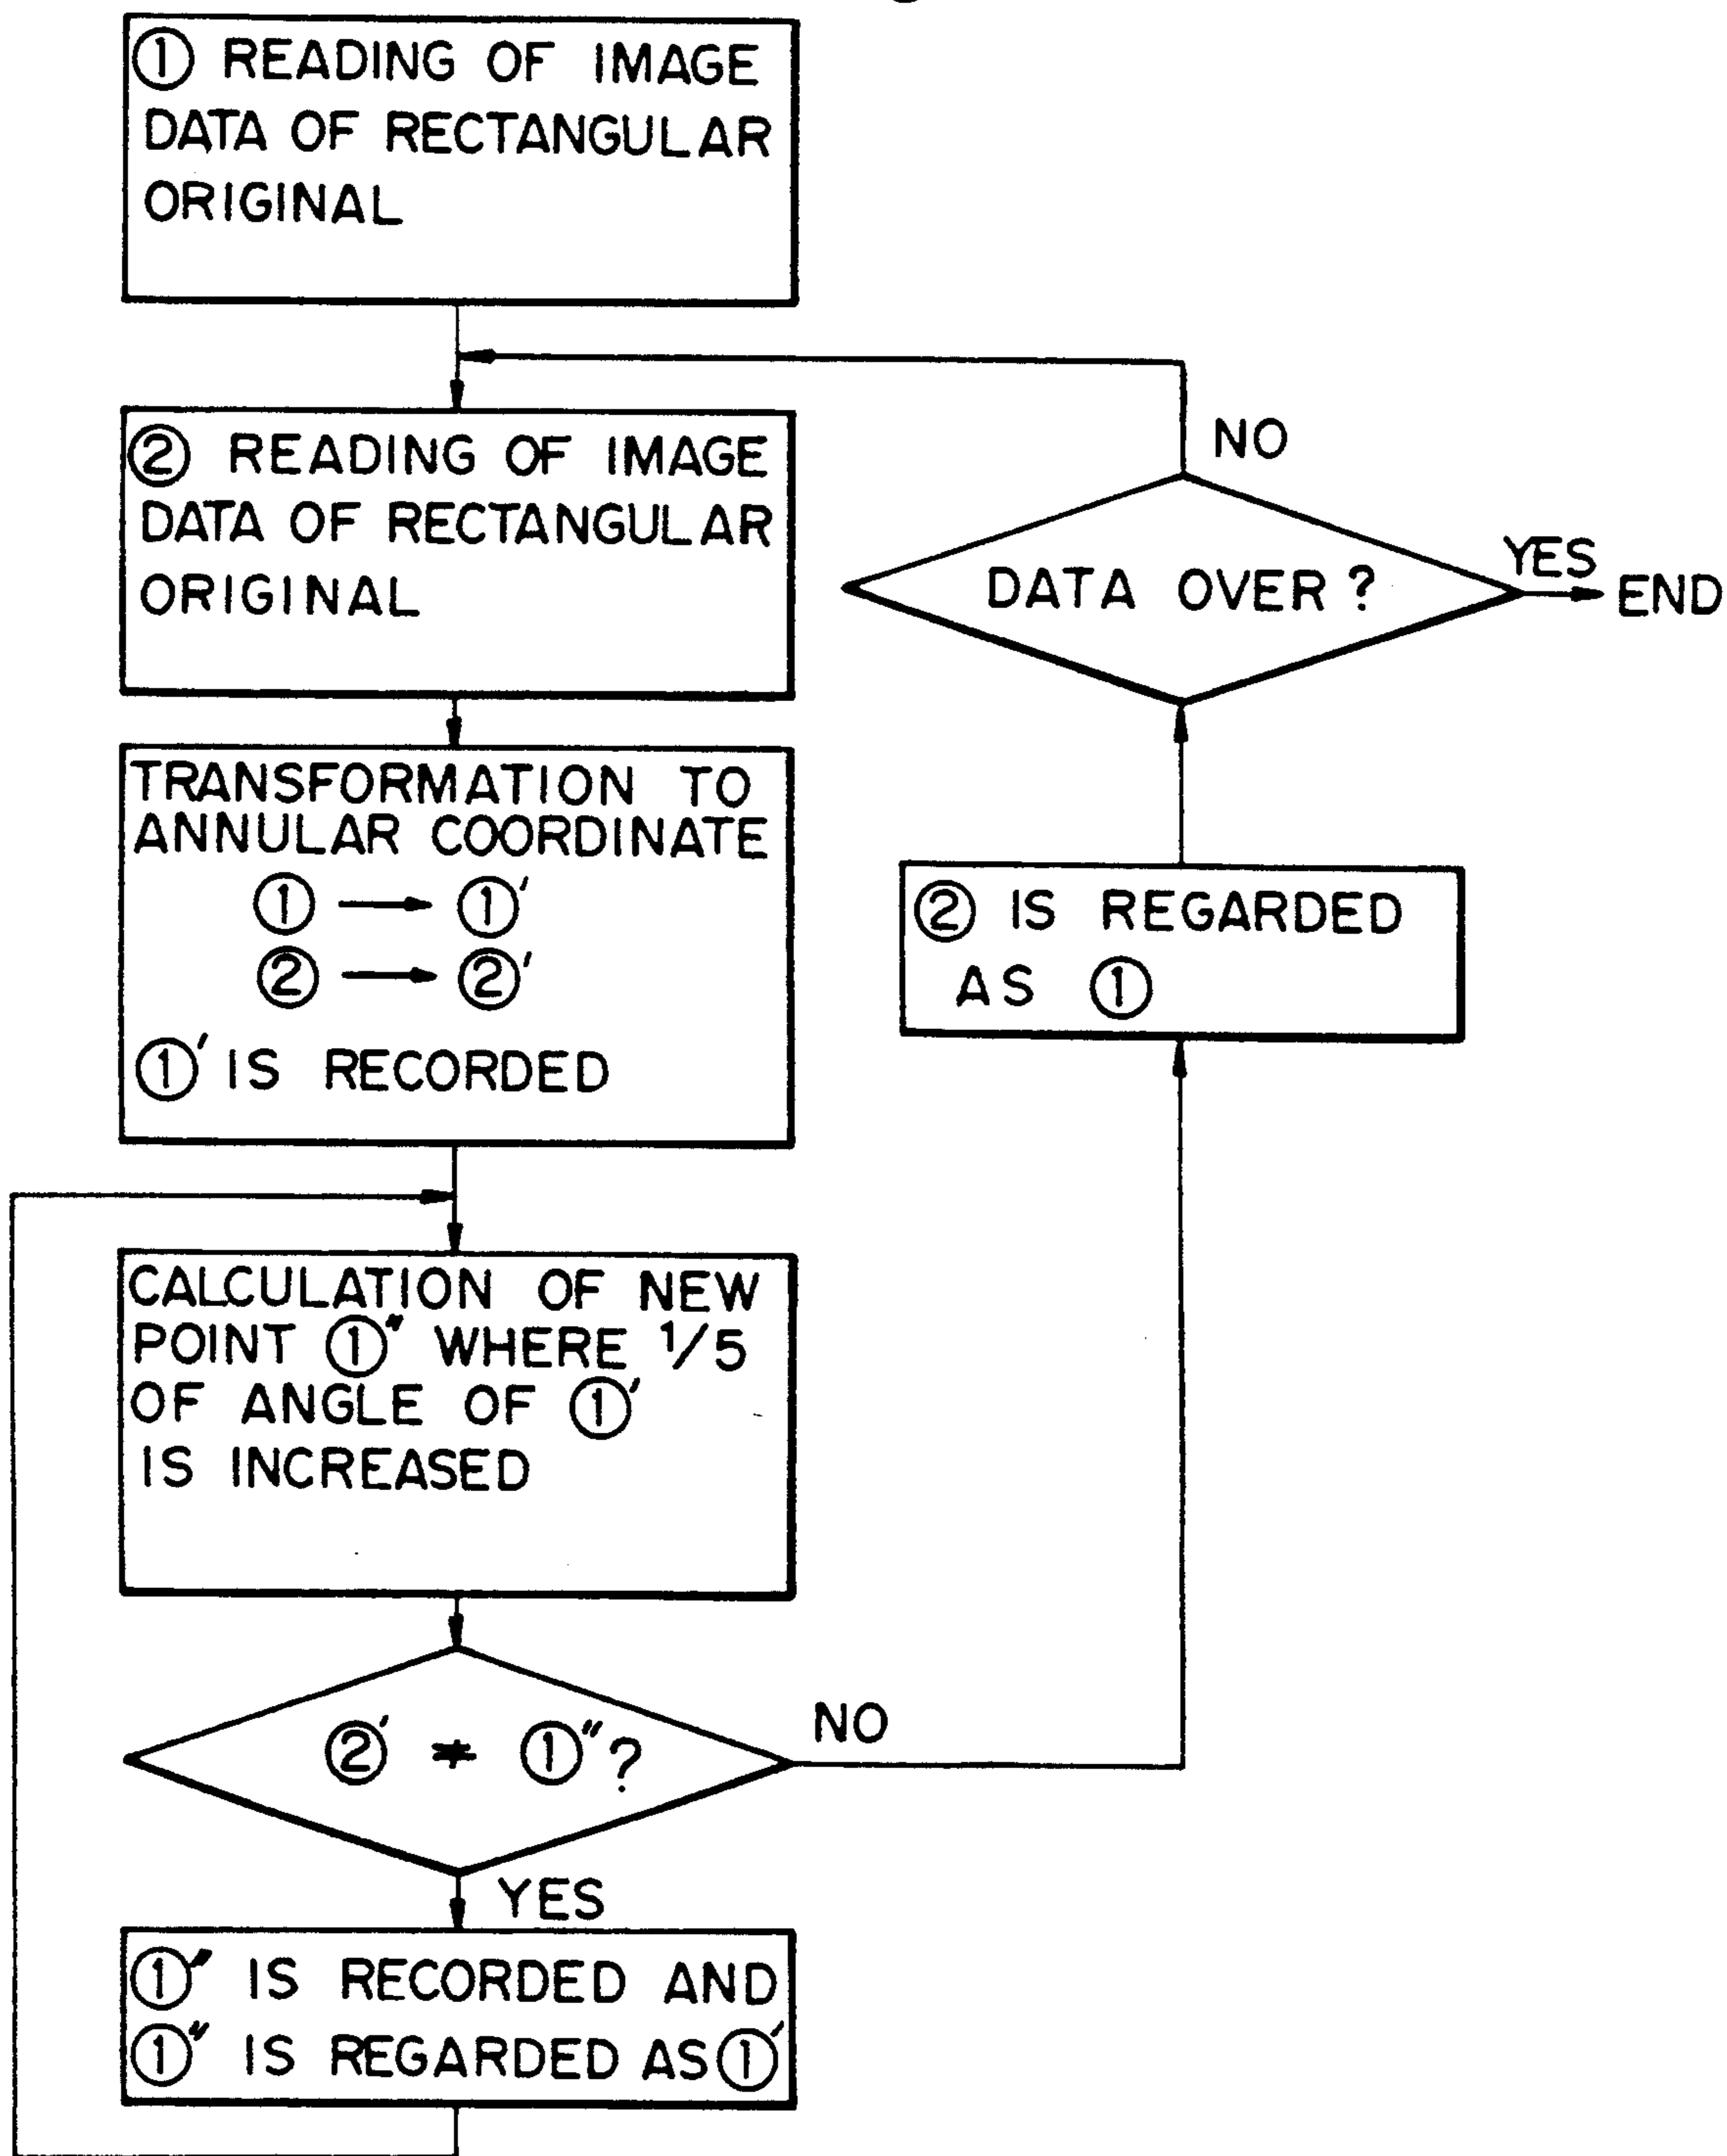 ① READING OF IMAGE
DATA OF RECTANGULAR
ORIGINAL
② READING OF IMAGE
DATA OF RECTANGULAR
ORIGINAL
TRANSFORMATION TO
ANNULAR COORDINATE
① → ①′
② → ②′
①′ IS RECORDED
CALCULATION OF NEW
POINT ①″ WHERE 1/5
OF ANGLE OF ①′
IS INCREASED
②′ ≠ ①″?
NO
YES
①″ IS RECORDED AND
①″ IS REGARDED AS ①′
② IS REGARDED
AS ①
DATA OVER ?
NO
YES
END